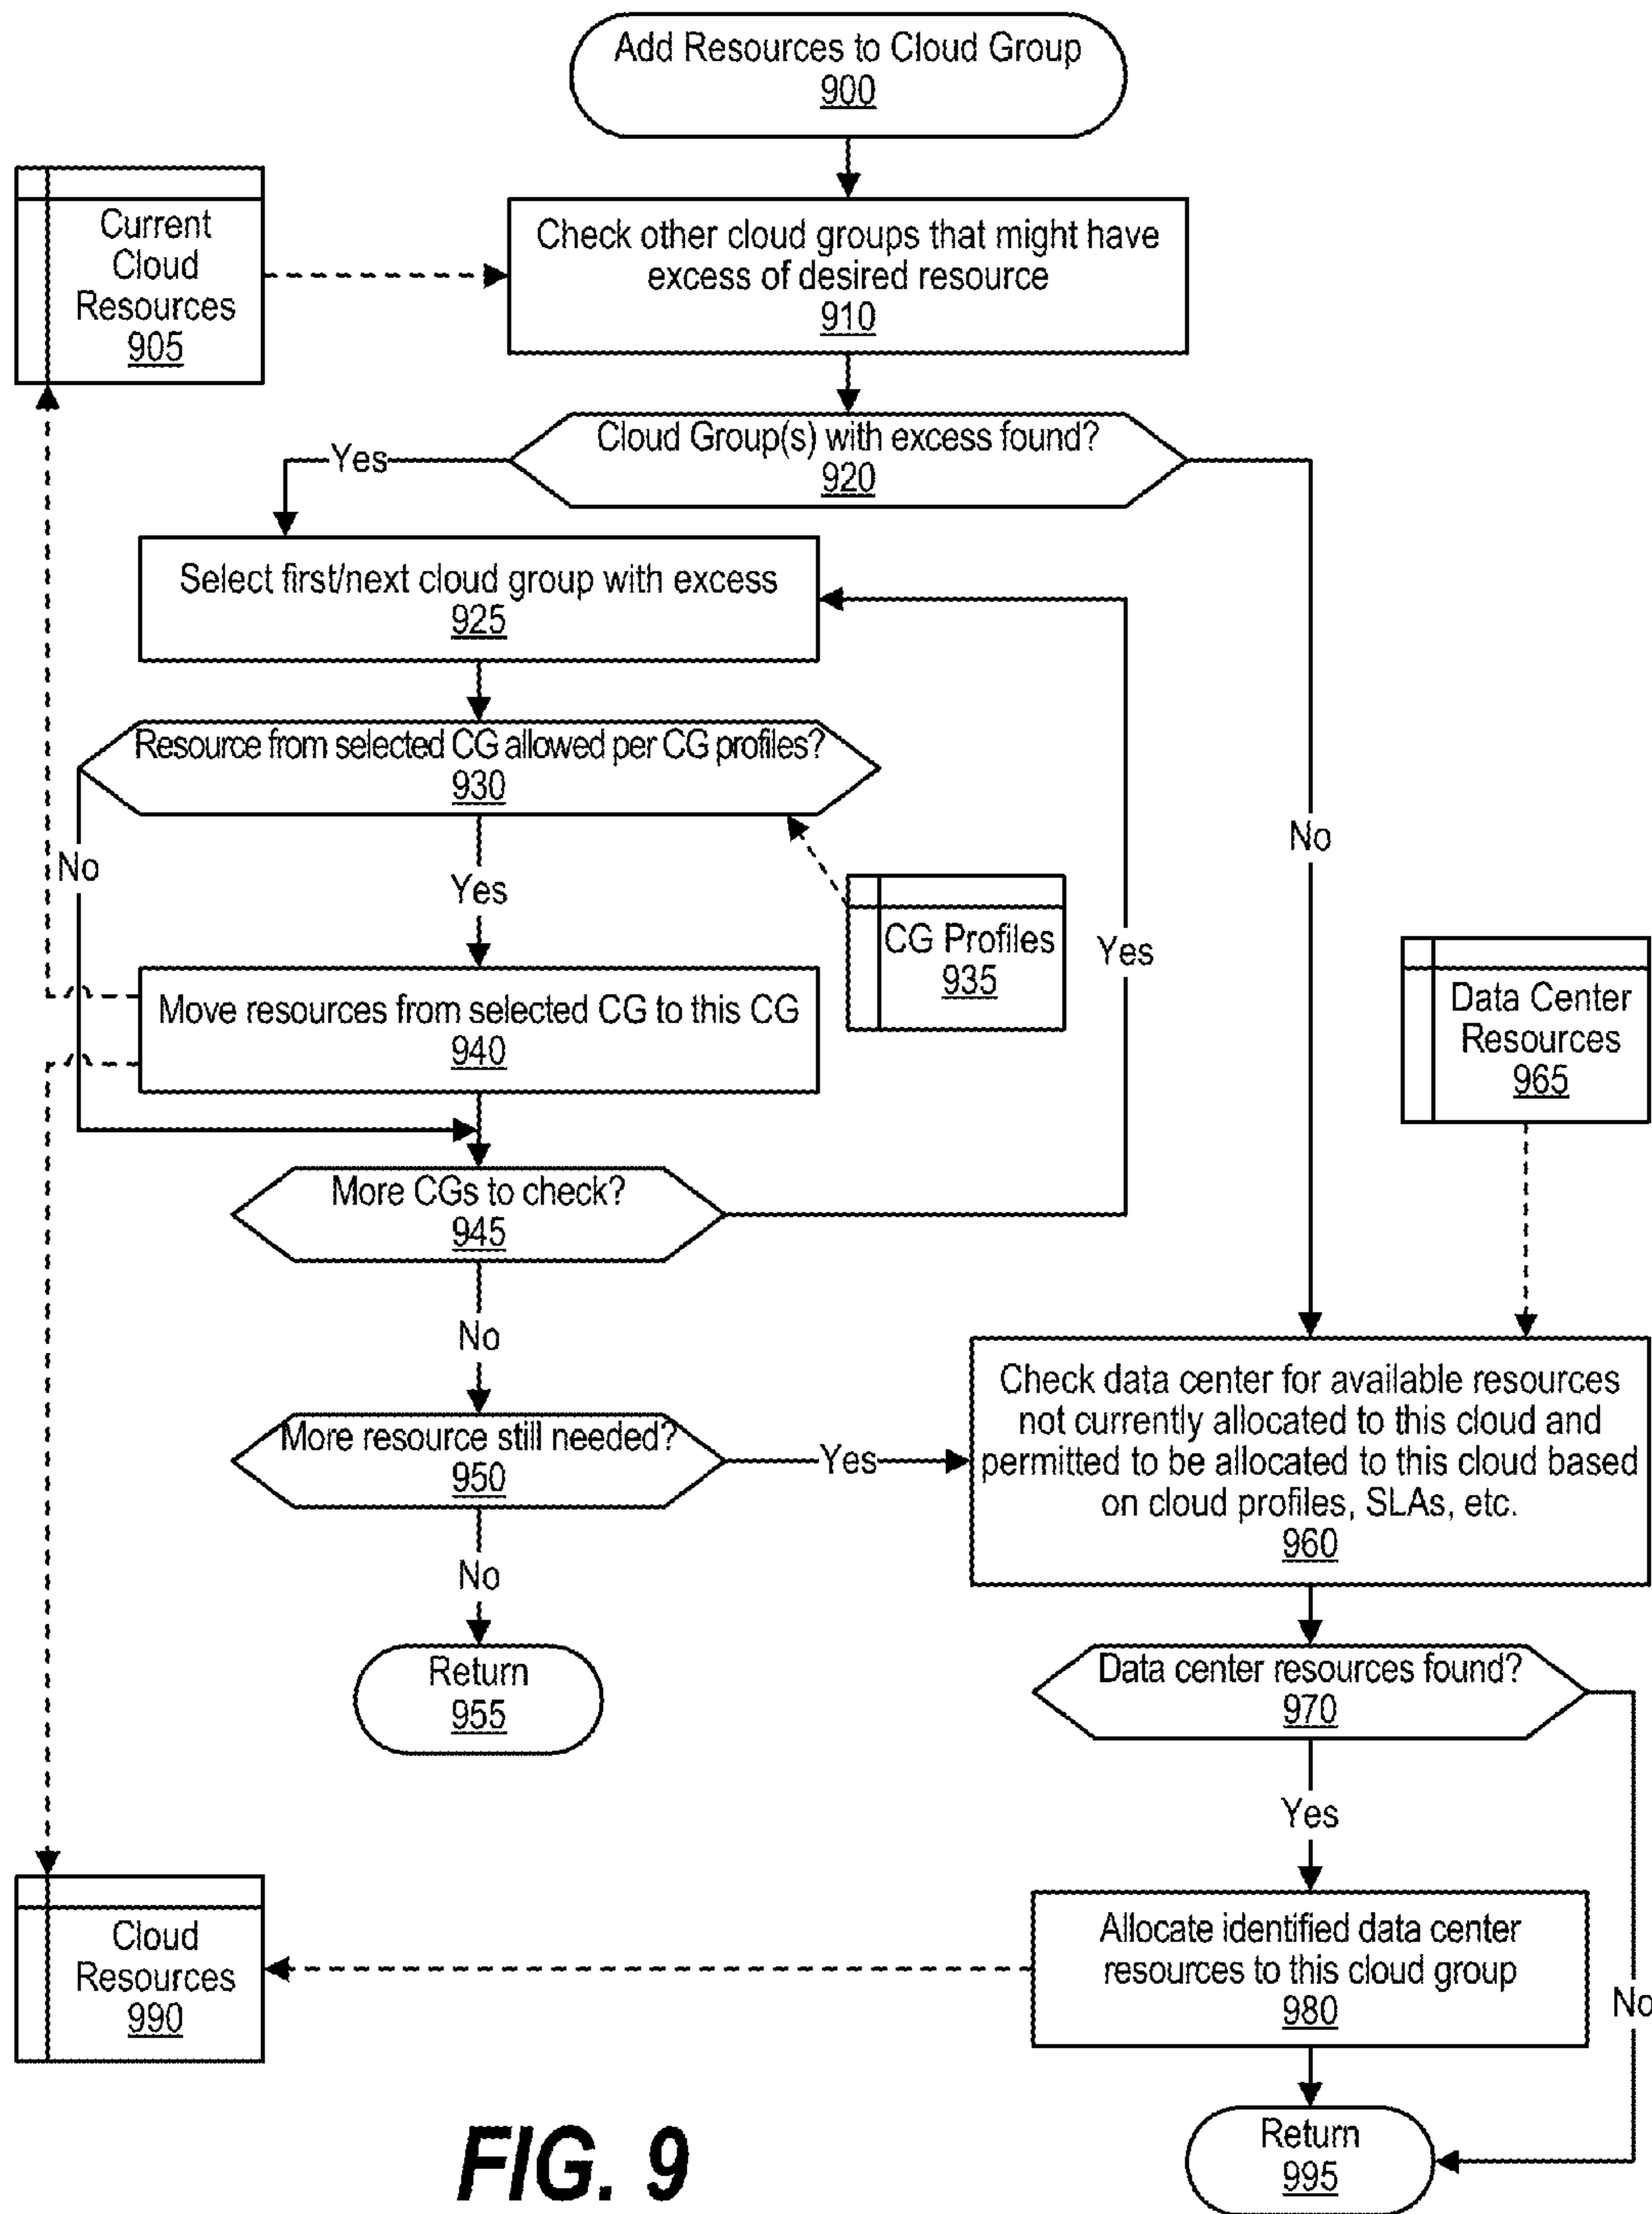 Add Resources to Cloud Group
900
Current
Cloud
Resources
905
Check other cloud groups that might have
excess of desired resource
910
Cloud Group(s) with excess found?
920
Yes
Select first/next cloud group with excess
925
Resource from selected CG allowed per CG profiles?
930
No
No
Yes
CG Profiles
935
Yes
Data Center
Resources
965
Move resources from selected CG to this CG
940
More CGs to check?
945
No
Check data center for available resources
not currently allocated to this cloud and
permitted to be allocated to this cloud based
on cloud profiles, SLAs, etc.
960
More resource still needed?
950
Yes
No
Return
955
Data center resources found?
970
Yes
Cloud
Resources
990
Allocate identified data center
resources to this cloud group
980
No
Return
995
FIG. 9